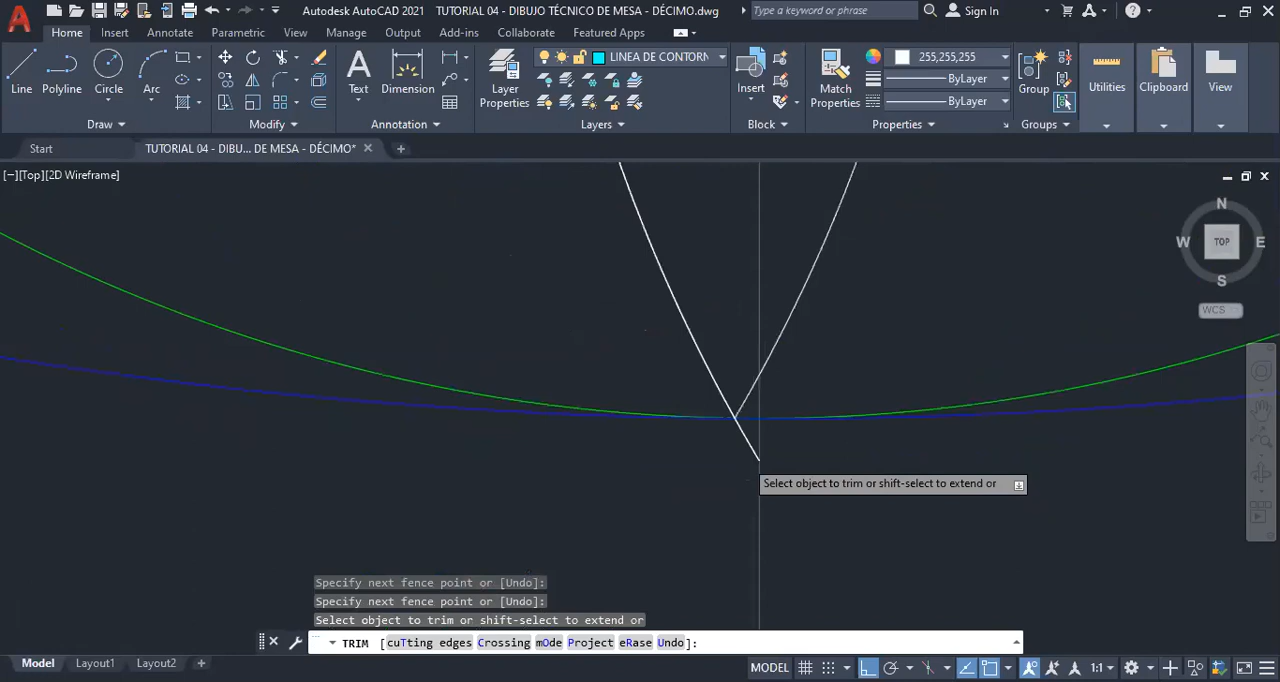 Autodesk AutoCAD 2021 TUTORIAL 04 - DIBUJO TÉCNICO DE MESA - DÉCIMO.dwg
Type a keyword or phrase
Sign In
Home Insert Annotate Parametric View Manage Output Add-ins Collaborate Featured Apps
LINEA DE CONTORN
255,255,255
ByLayer
ByLayer
Line Polyline Circle Arc
Text Dimension
Layer Properties
Insert
Match Properties
Group
Utilities
Clipboard
View
Draw Modify Annotation Layers Block Properties Groups
Start
TUTORIAL 04 - DIBU... DE MESA - DÉCIMO*
[−][Top][2D Wireframe]
N
W TOP E
S
WCS
Select object to trim or shift-select to extend or
Specify next fence point or [Undo]:
Specify next fence point or [Undo]:
Select object to trim or shift-select to extend or
TRIM [cuTting edges Crossing mOde Project eRase Undo]:
Model Layout1 Layout2
MODEL
1:1